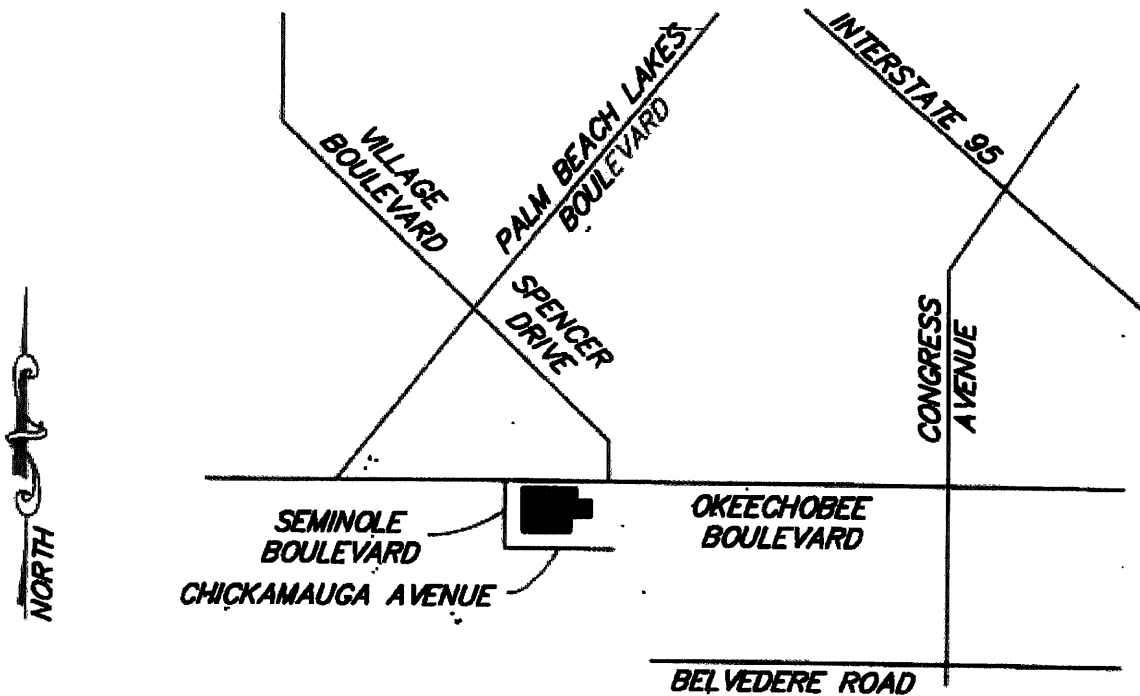 VILLAGE
BOULEVARD
PALM BEACH LAKES
BOULEVARD
INTERSTATE 95
SPENCER
DRIVE
CONGRESS
AVENUE
SEMINOLE
BOULEVARD
OKEECHOBEE
BOULEVARD
CHICKAMAUGA AVENUE
NORTH
BELVEDERE ROAD